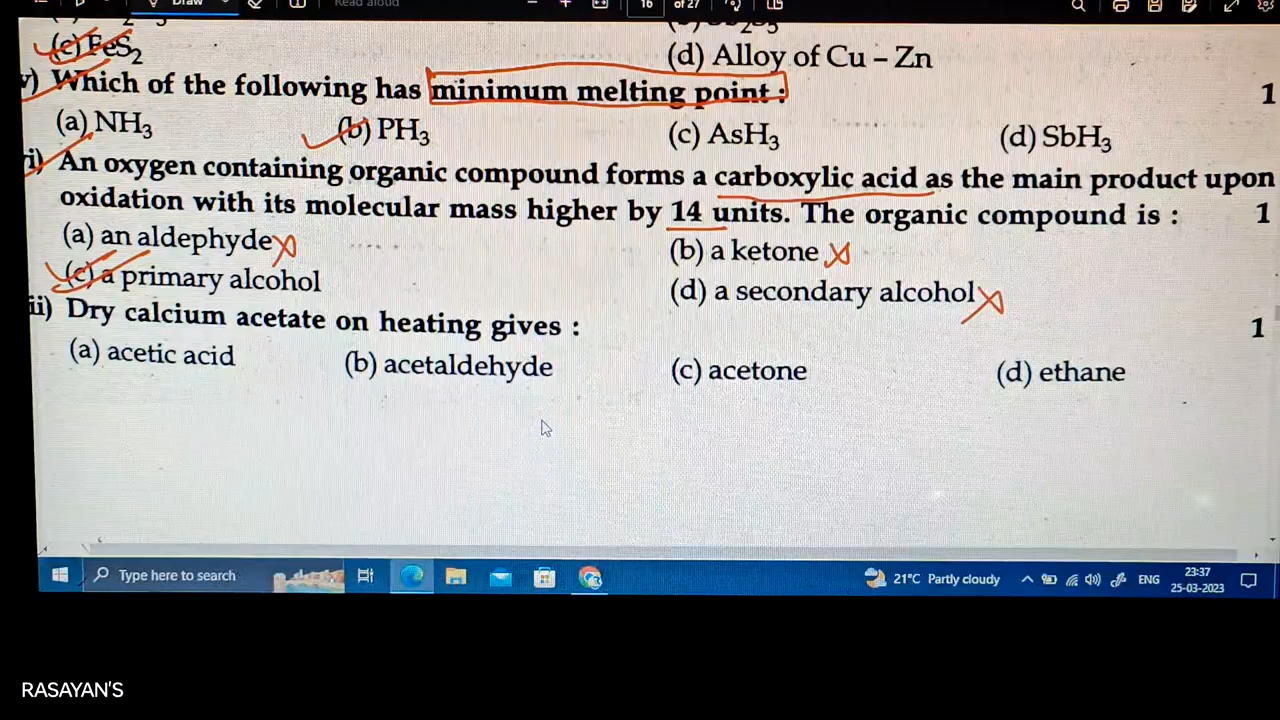 Draw
Read aloud
16 of 27
(c) FeS2
(d) Alloy of Cu – Zn
v) Which of the following has minimum melting point : 1
(a) NH3 (b) PH3 (c) AsH3 (d) SbH3
i) An oxygen containing organic compound forms a carboxylic acid as the main product upon
oxidation with its molecular mass higher by 14 units. The organic compound is : 1
(a) an aldephyde (b) a ketone
(c) a primary alcohol (d) a secondary alcohol
ii) Dry calcium acetate on heating gives : 1
(a) acetic acid (b) acetaldehyde (c) acetone (d) ethane
Type here to search 21°C Partly cloudy ENG 23:37
25-03-2023
RASAYAN'S